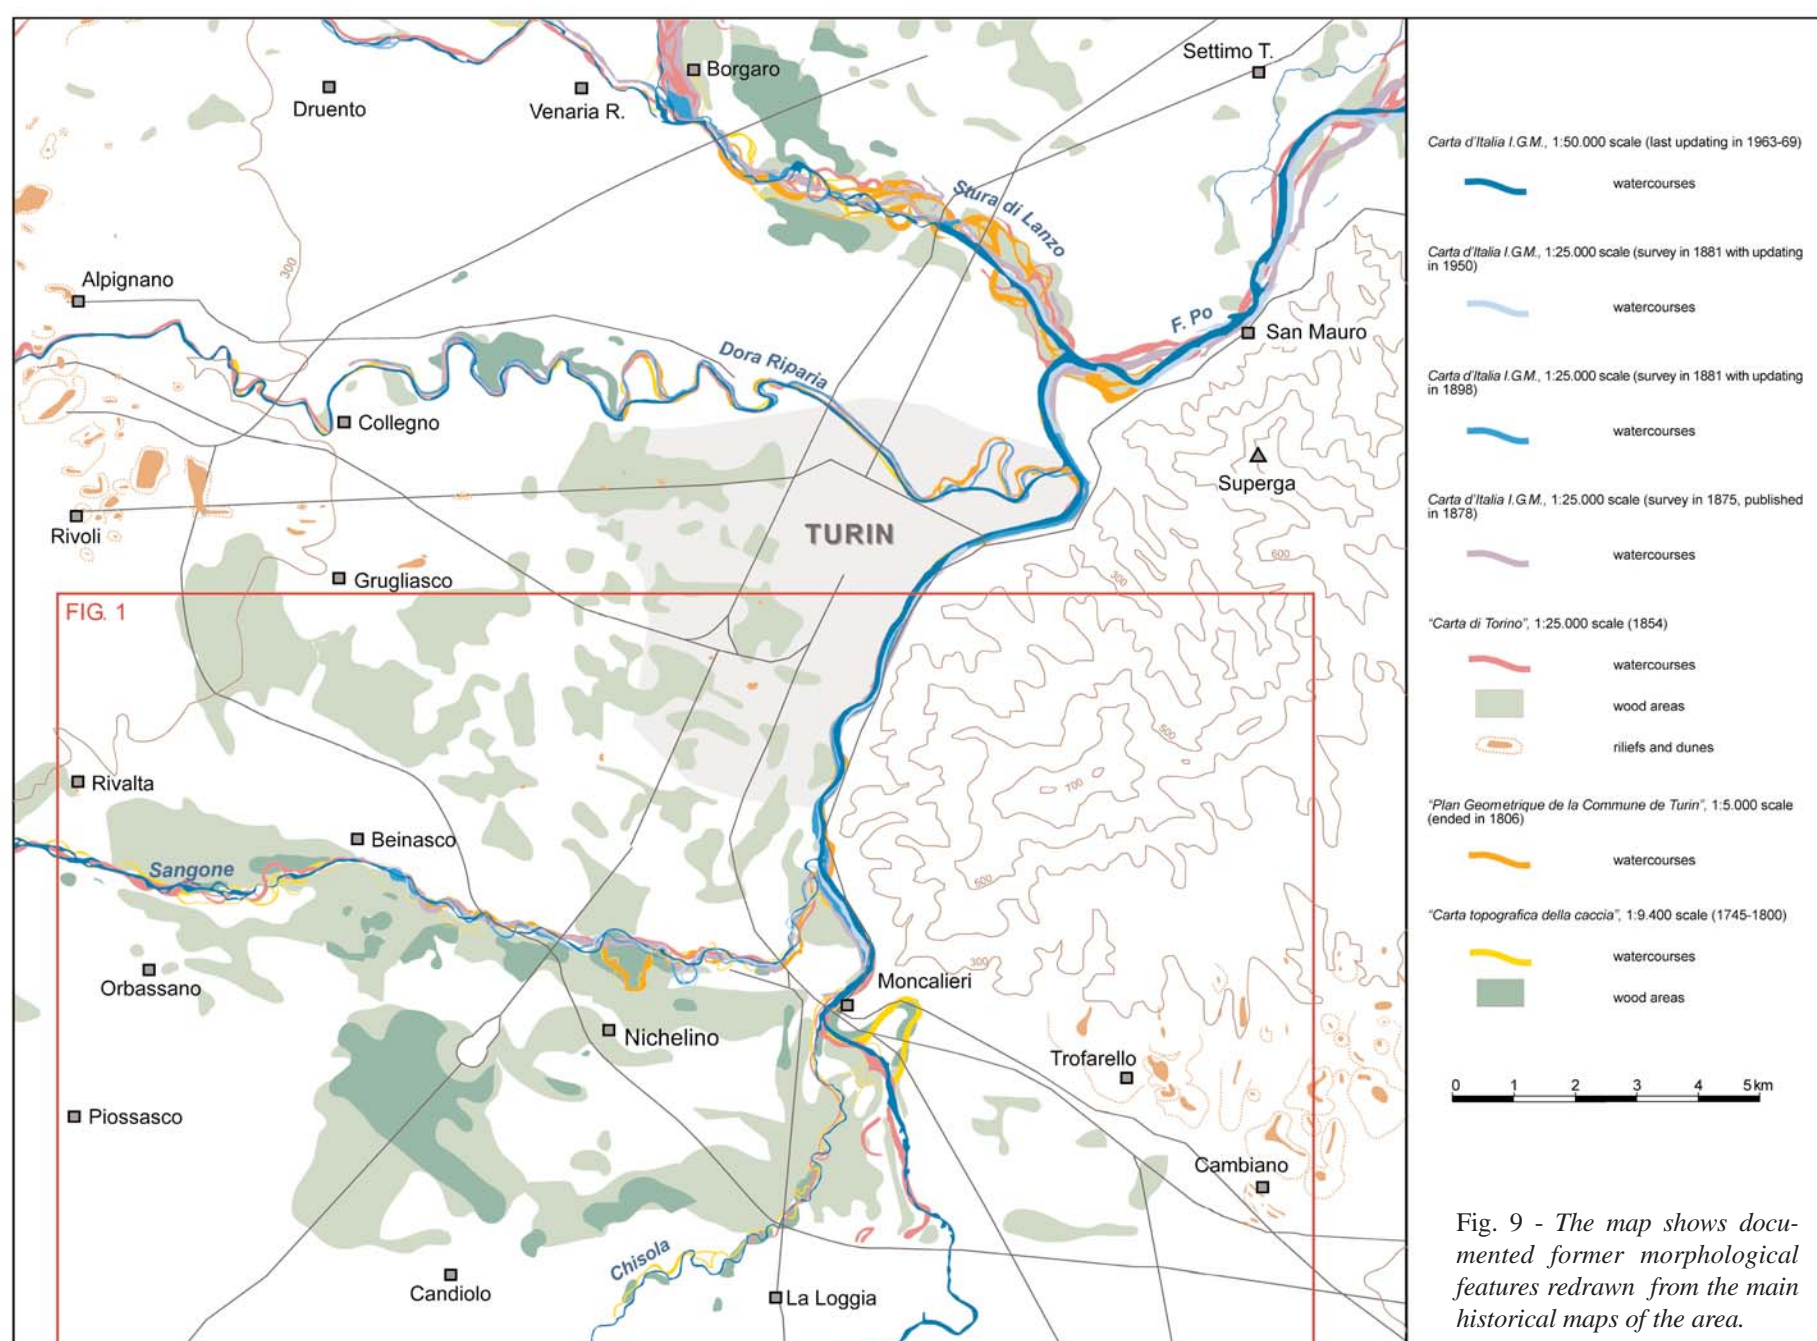 Settimo T.
Borgaro
Druento
Venaria R.
Stura di Lanzo
300
Alpignano
F. Po
San Mauro
Dora Riparia
Collegno
Superga
Rivoli
TURIN
600
300
Grugliasco
FIG. 1
500
700
Rivalta
Beinasco
Sangone
500
300
Orbassano
Moncalieri
Nichelino
Trofarello
Piossasco
Cambiano
Chisola
Candiolo
La Loggia
Carta d'Italia I.G.M., 1:50.000 scale (last updating in 1963-69)
watercourses
Carta d'Italia I.G.M., 1:25.000 scale (survey in 1881 with updating
in 1950)
watercourses
Carta d'Italia I.G.M., 1:25.000 scale (survey in 1881 with updating
in 1898)
watercourses
Carta d'Italia I.G.M., 1:25.000 scale (survey in 1875, published
in 1878)
watercourses
"Carta di Torino", 1:25.000 scale (1854)
watercourses
wood areas
riliefs and dunes
"Plan Geometrique de la Commune de Turin", 1:5.000 scale
(ended in 1806)
watercourses
"Carta topografica della caccia", 1:9.400 scale (1745-1800)
watercourses
wood areas
0 1 2 3 4 5 km
Fig. 9 - The map shows docu-
mented former morphological
features redrawn from the main
historical maps of the area.